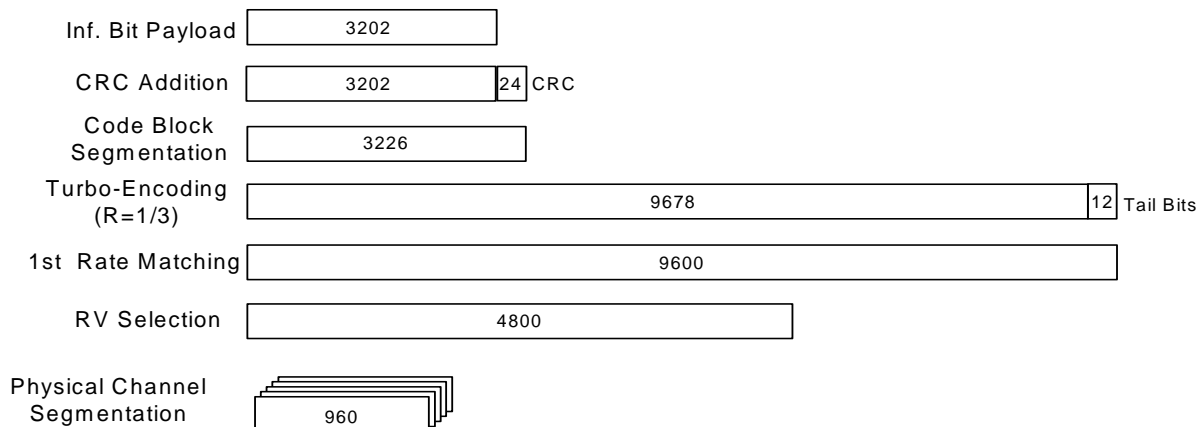 Inf. Bit Payload 3202
CRC Addition 3202 24 CRC
Code Block
Segmentation 3226
Turbo-Encoding
(R=1/3) 9678 12 Tail Bits
1st Rate Matching 9600
RV Selection 4800
Physical Channel
Segmentation 960